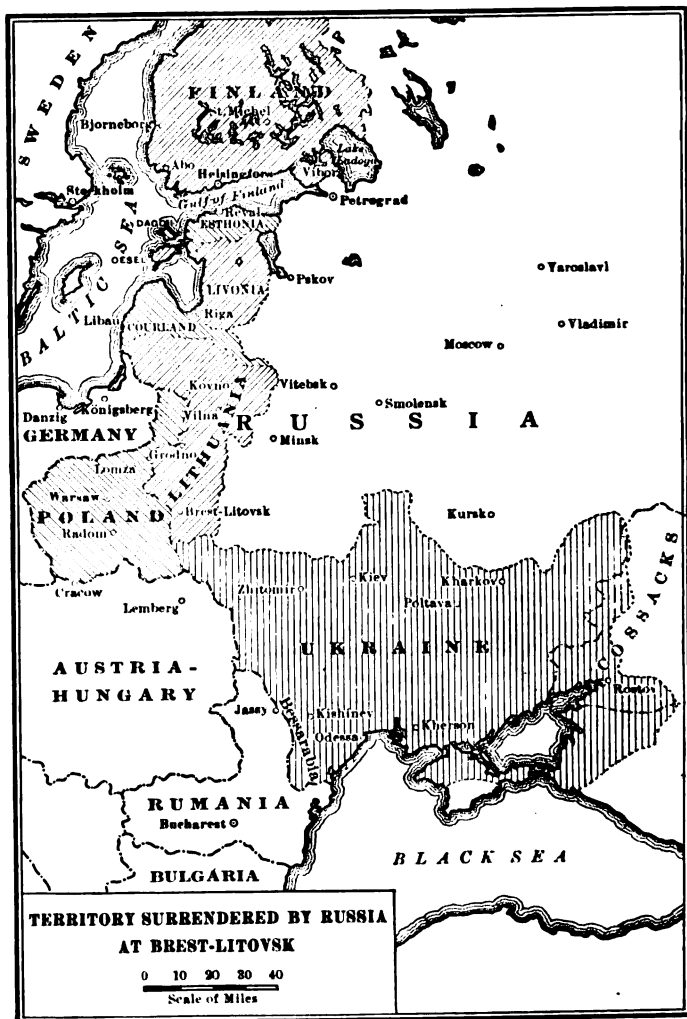 SWEDEN
FINLAND
St. Michel
Bjorneborg
Lake
Ladoga
Abo
Helsingfors
Viborg
Stockholm
Gulf of Finland
Petrograd
Reval
DAGO
ESTHONIA
OESEL
BALTIC SEA
Pskov
Yaroslavl
LIVONIA
Riga
Libau
COURLAND
Vladimir
Moscow
Kovno
Vitebsk
Smolensk
Danzig
Königsberg
Vilna
RUSSIA
GERMANY
Minsk
LITHUANIA
Grodno
Lomza
Warsaw
POLAND
Brest-Litovsk
Radom
Kursk
Cracow
Zhitomir
Kiev
Kharkov
Lemberg
Poltava
COSSACKS
UKRAINE
AUSTRIA-
HUNGARY
Rostov
Jassy
Bessarabia
Kishinev
Kherson
Odessa
RUMANIA
Bucharest
BLACK SEA
BULGARIA
TERRITORY SURRENDERED BY RUSSIA
AT BREST-LITOVSK
0 10 20 30 40
Scale of Miles